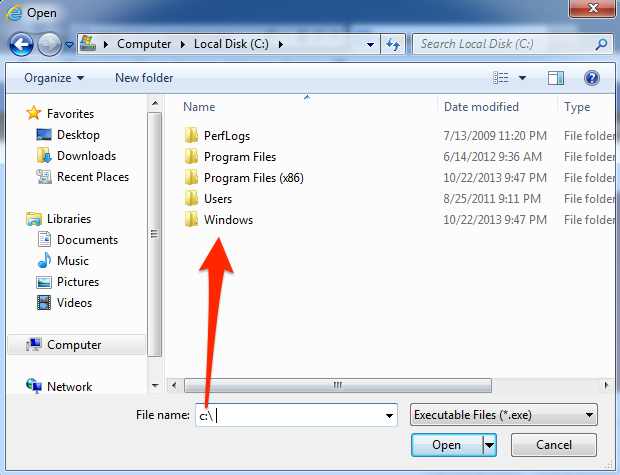 Open
Computer Local Disk (C:) Search Local Disk (C:)
Organize New folder
Name Date modified Type
PerfLogs 7/13/2009 11:20 PM File folder
Program Files 6/14/2012 9:36 AM File folder
Program Files (x86) 10/22/2013 9:47 PM File folder
Users 8/25/2011 9:11 PM File folder
Windows 10/22/2013 9:47 PM File folder
Favorites
Desktop
Downloads
Recent Places
Libraries
Documents
Music
Pictures
Videos
Computer
Network
File name: c:\ Executable Files (*.exe)
Open Cancel